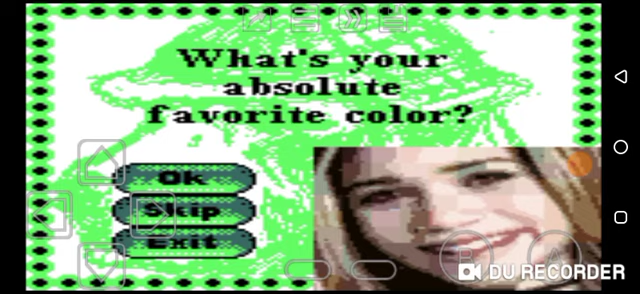 What's your
absolute
favorite color?
Ok
Skip
Exit
B
A
DU RECORDER